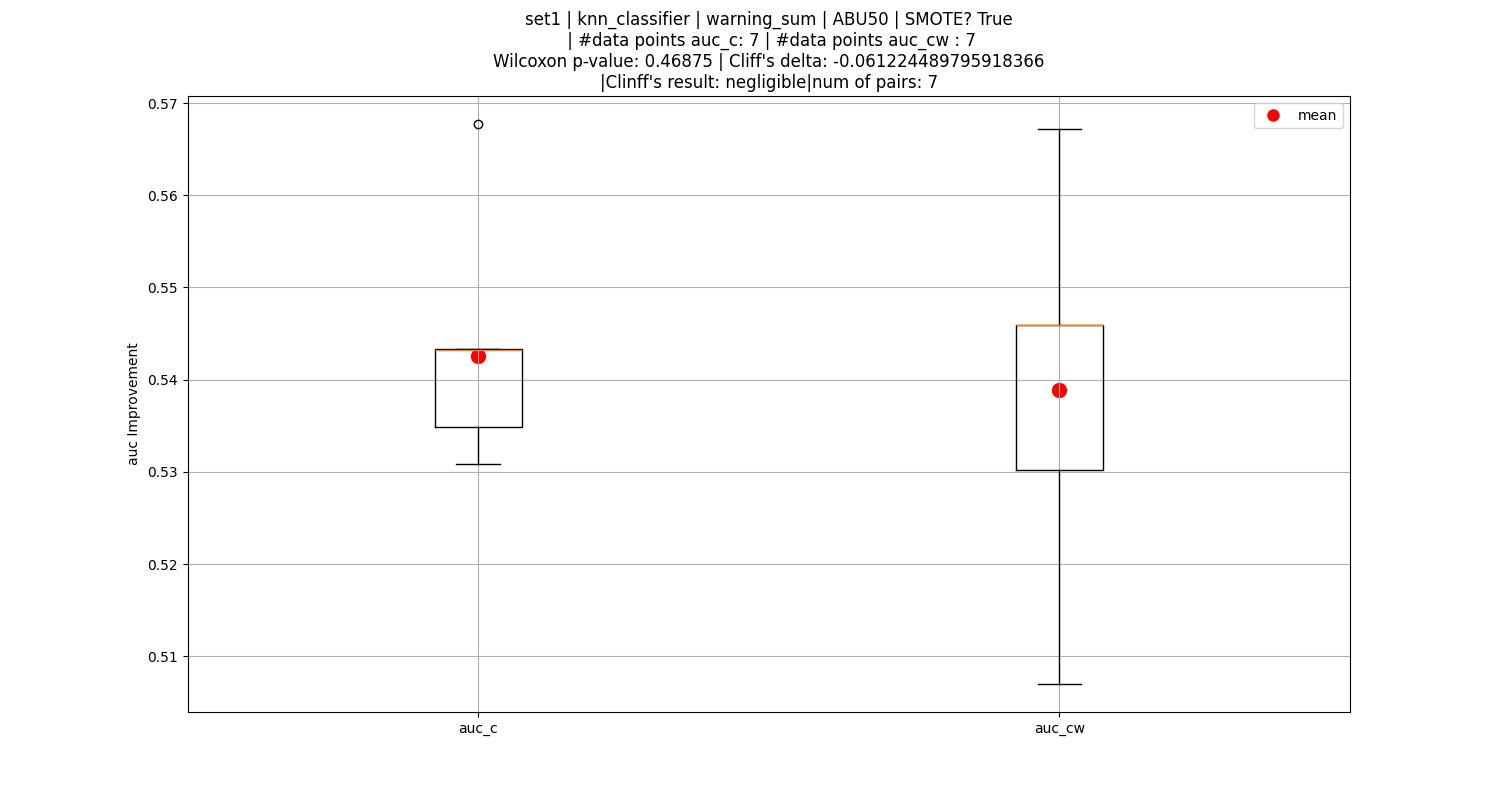 set1 | knn_classifier | warning_sum | ABU50 | SMOTE? True
| #data points auc_c: 7 | #data points auc_cw : 7
Wilcoxon p-value: 0.46875 | Cliff's delta: -0.061224489795918366
|Clinff's result: negligible|num of pairs: 7
mean
0.57
0.56
0.55
0.54
0.53
0.52
0.51
auc Improvement
auc_c
auc_cw